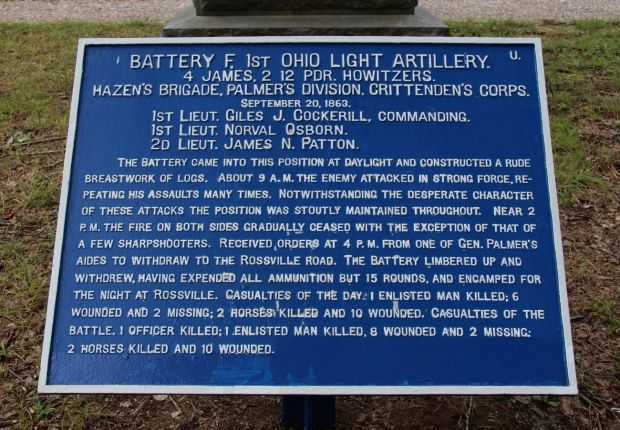 BATTERY F, 1ST OHIO LIGHT ARTILLERY. U.
4 JAMES, 2 12 PDR. HOWITZERS.
HAZEN'S BRIGADE, PALMER'S DIVISION, CRITTENDEN'S CORPS.
SEPTEMBER 20, 1863.
1ST LIEUT. GILES J. COCKERILL, COMMANDING.
1ST LIEUT. NORVAL OSBORN.
2D LIEUT. JAMES N. PATTON.
THE BATTERY CAME INTO THIS POSITION AT DAYLIGHT AND CONSTRUCTED A RUDE
BREASTWORK OF LOGS. ABOUT 9 A.M. THE ENEMY ATTACKED IN STRONG FORCE, RE-
PEATING HIS ASSAULTS MANY TIMES. NOTWITHSTANDING THE DESPERATE CHARACTER
OF THESE ATTACKS THE POSITION WAS STOUTLY MAINTAINED THROUGHOUT. NEAR 2
P.M. THE FIRE ON BOTH SIDES GRADUALLY CEASED WITH THE EXCEPTION OF THAT OF
A FEW SHARPSHOOTERS. RECEIVED ORDERS AT 4 P.M. FROM ONE OF GEN. PALMER'S
AIDES TO WITHDRAW TO THE ROSSVILLE ROAD. THE BATTERY LIMBERED UP AND
WITHDREW, HAVING EXPENDED ALL AMMUNITION BUT 15 ROUNDS, AND ENCAMPED FOR
THE NIGHT AT ROSSVILLE. CASUALTIES OF THE DAY. 1 ENLISTED MAN KILLED; 6
WOUNDED AND 2 MISSING; 2 HORSES KILLED AND 10 WOUNDED. CASUALTIES OF THE
BATTLE. 1 OFFICER KILLED; 1 ENLISTED MAN KILLED, 8 WOUNDED AND 2 MISSING;
2 HORSES KILLED AND 10 WOUNDED.